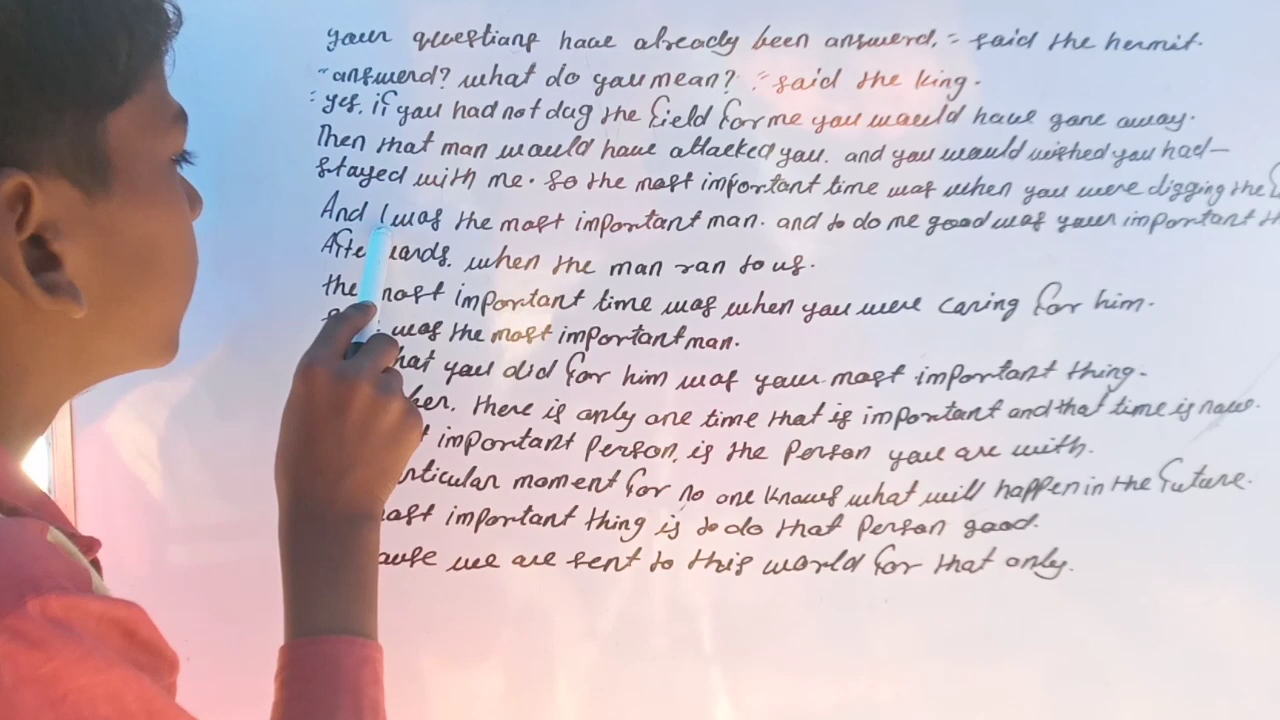 your questions have already been answerd." said the hermit.
"answerd? what do you mean?" said the king.
"yes. if you had not dug the field for me you would have gone away.
Then that man would have attacked you. and you would wished you had-
stayed with me. So the most important time was when you were digging the
And I was the most important man. and to do me good was your important
when the man ran to us.
the most important time was when you were caring for him.
was the most important man.
you did for him was your most important thing.
there is only one time that is important and that time is now.
important Person. is the Person you are with.
moment for no one knows what will happen in the future.
important thing is to do that Person good.
we are sent to this world for that only.